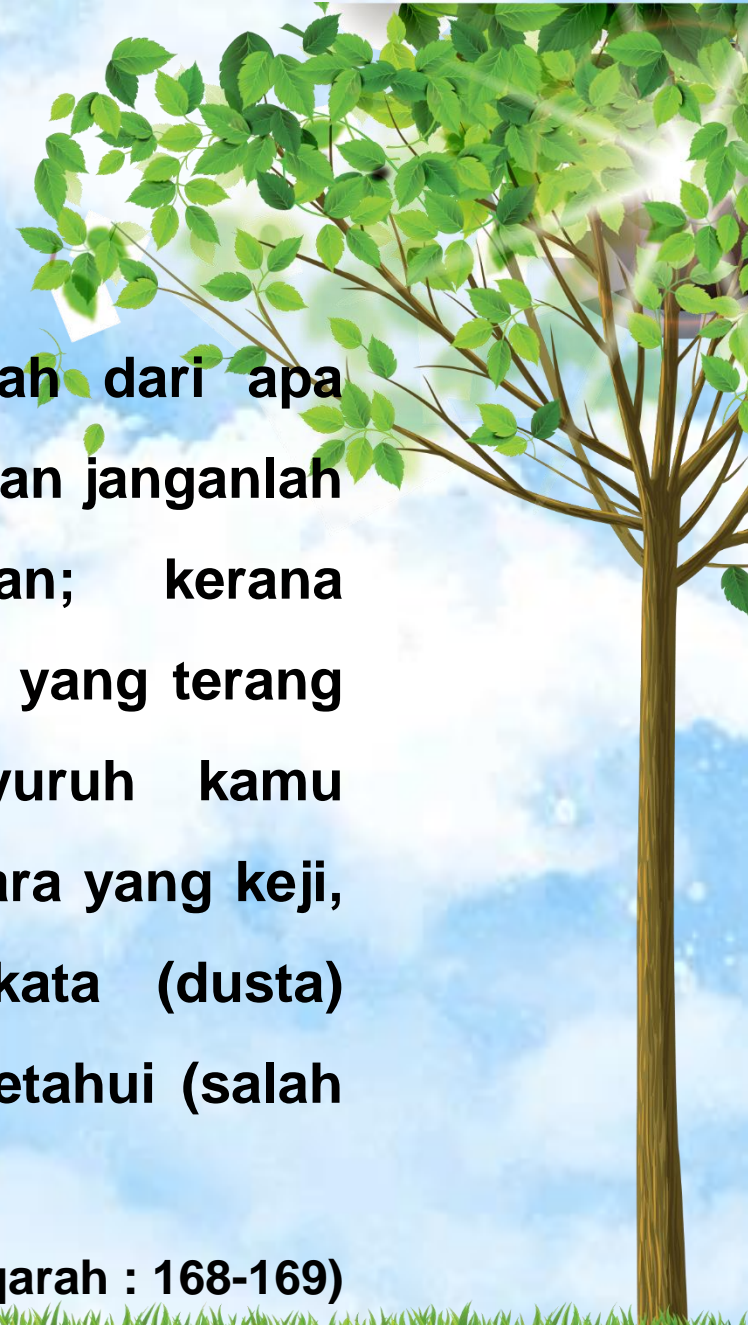 ah dari apa
an janganlah
an; kerana
yang terang
yuruh kamu
ara yang keji,
kata (dusta)
etahui (salah
qarah : 168-169)